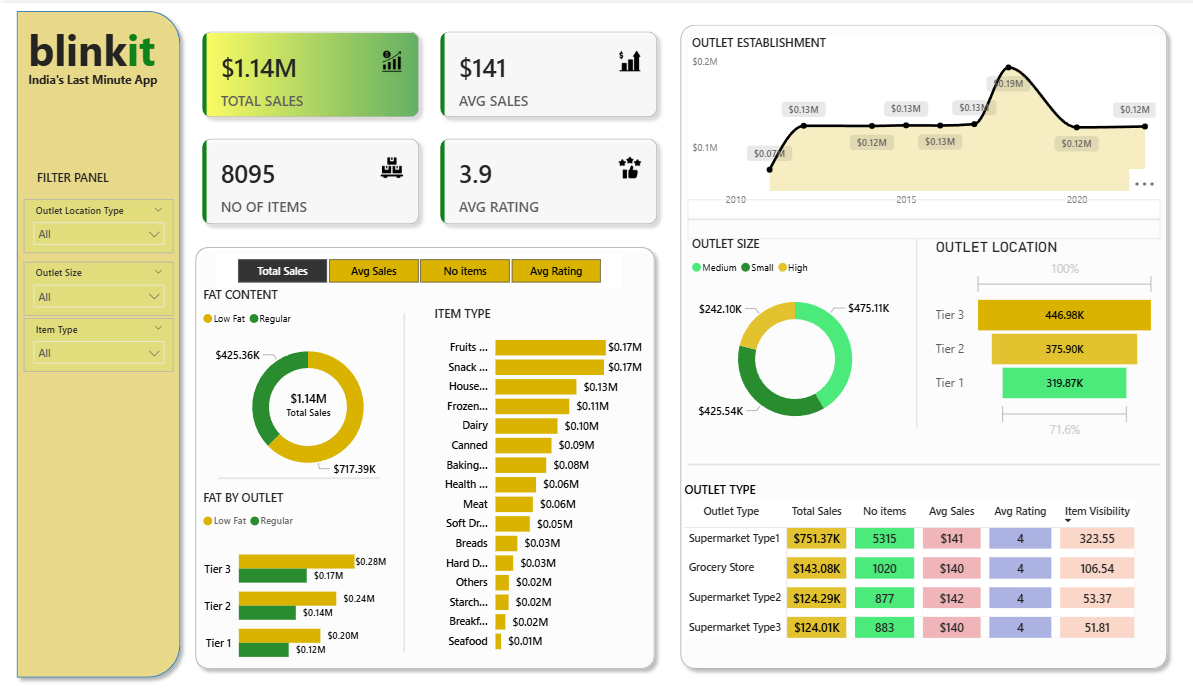 blinkit
India's Last Minute App
FILTER PANEL
Outlet Location Type
All
Outlet Size
All
Item Type
All
$1.14M
TOTAL SALES
$141
AVG SALES
8095
NO OF ITEMS
3.9
AVG RATING
Total Sales Avg Sales No items Avg Rating
FAT CONTENT
Low Fat Regular
$425.36K
$1.14M
Total Sales
$717.39K
FAT BY OUTLET
Low Fat Regular
Tier 3 $0.28M
$0.17M
Tier 2 $0.24M
$0.14M
Tier 1 $0.20M
$0.12M
ITEM TYPE
Fruits ... $0.17M
Snack ... $0.17M
House... $0.13M
Frozen... $0.11M
Dairy $0.10M
Canned $0.09M
Baking... $0.08M
Health ... $0.06M
Meat $0.06M
Soft Dr... $0.05M
Breads $0.03M
Hard D... $0.03M
Others $0.02M
Starch... $0.02M
Breakf... $0.02M
Seafood $0.01M
OUTLET ESTABLISHMENT
$0.2M
$0.1M
$0.07M
$0.13M
$0.12M
$0.13M
$0.13M
$0.13M
$0.19M
$0.12M
$0.12M
2010 2015 2020
OUTLET SIZE
Medium Small High
$242.10K
$475.11K
$425.54K
OUTLET LOCATION
100%
Tier 3 446.98K
Tier 2 375.90K
Tier 1 319.87K
71.6%
OUTLET TYPE
Outlet Type Total Sales No items Avg Sales Avg Rating Item Visibility
Supermarket Type1 $751.37K 5315 $141 4 323.55
Grocery Store $143.08K 1020 $140 4 106.54
Supermarket Type2 $124.29K 877 $142 4 53.37
Supermarket Type3 $124.01K 883 $140 4 51.81